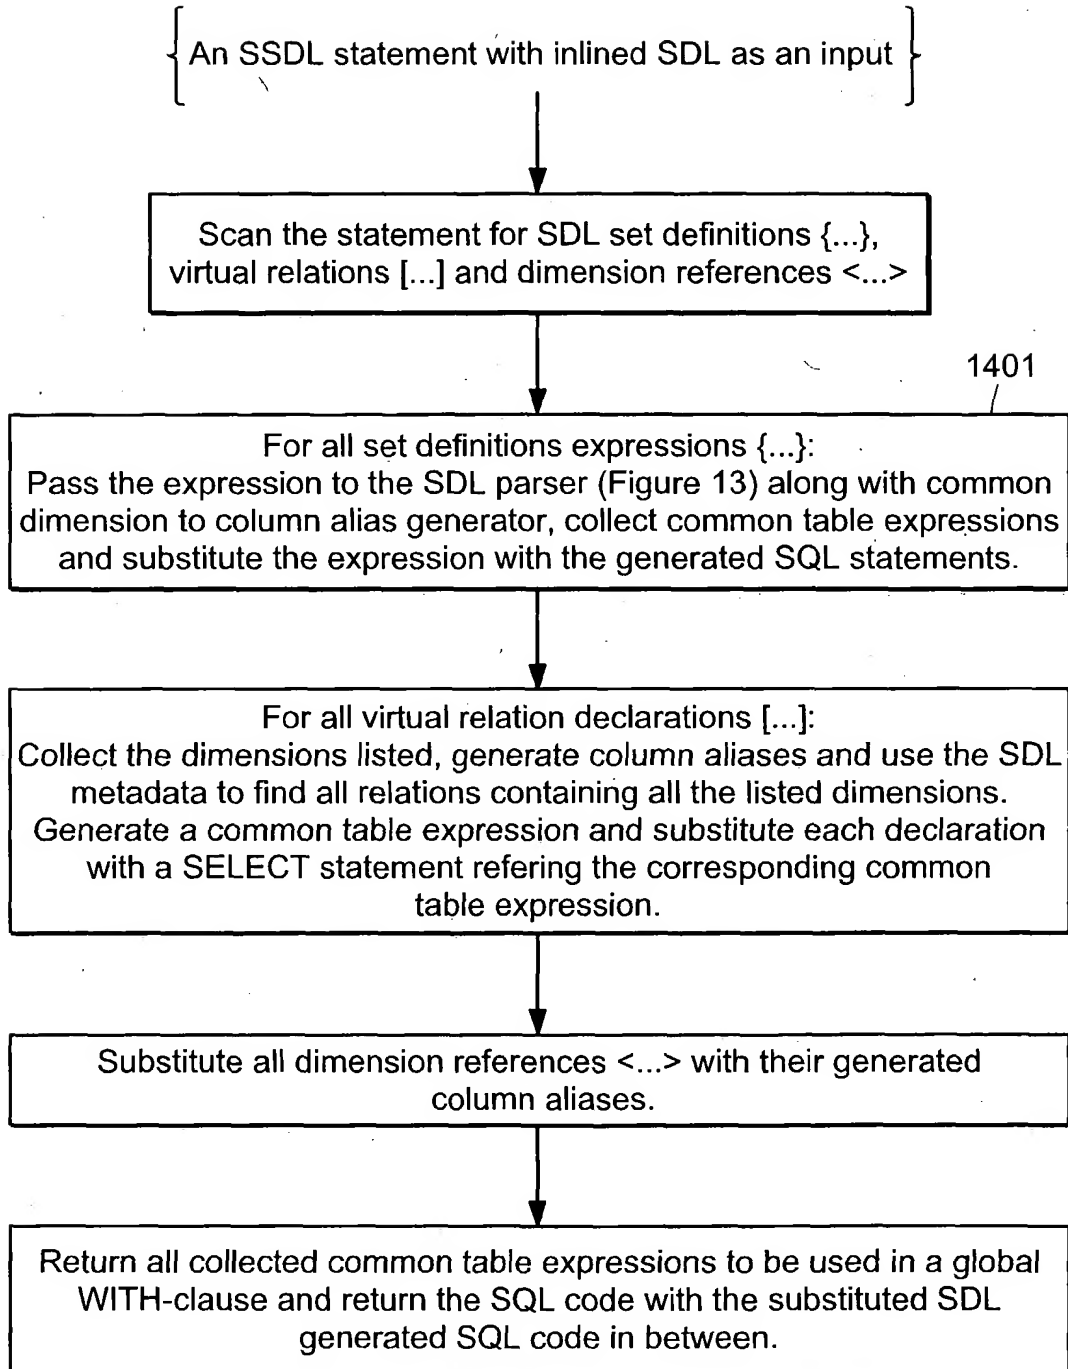 {An SSDL statement with inlined SDL as an input}
Scan the statement for SDL set definitions {...},
virtual relations [...] and dimension references <...>
1401
For all set definitions expressions {...}:
Pass the expression to the SDL parser (Figure 13) along with common
dimension to column alias generator, collect common table expressions
and substitute the expression with the generated SQL statements.
For all virtual relation declarations [...]:
Collect the dimensions listed, generate column aliases and use the SDL
metadata to find all relations containing all the listed dimensions.
Generate a common table expression and substitute each declaration
with a SELECT statement refering the corresponding common
table expression.
Substitute all dimension references <...> with their generated
column aliases.
Return all collected common table expressions to be used in a global
WITH-clause and return the SQL code with the substituted SDL
generated SQL code in between.